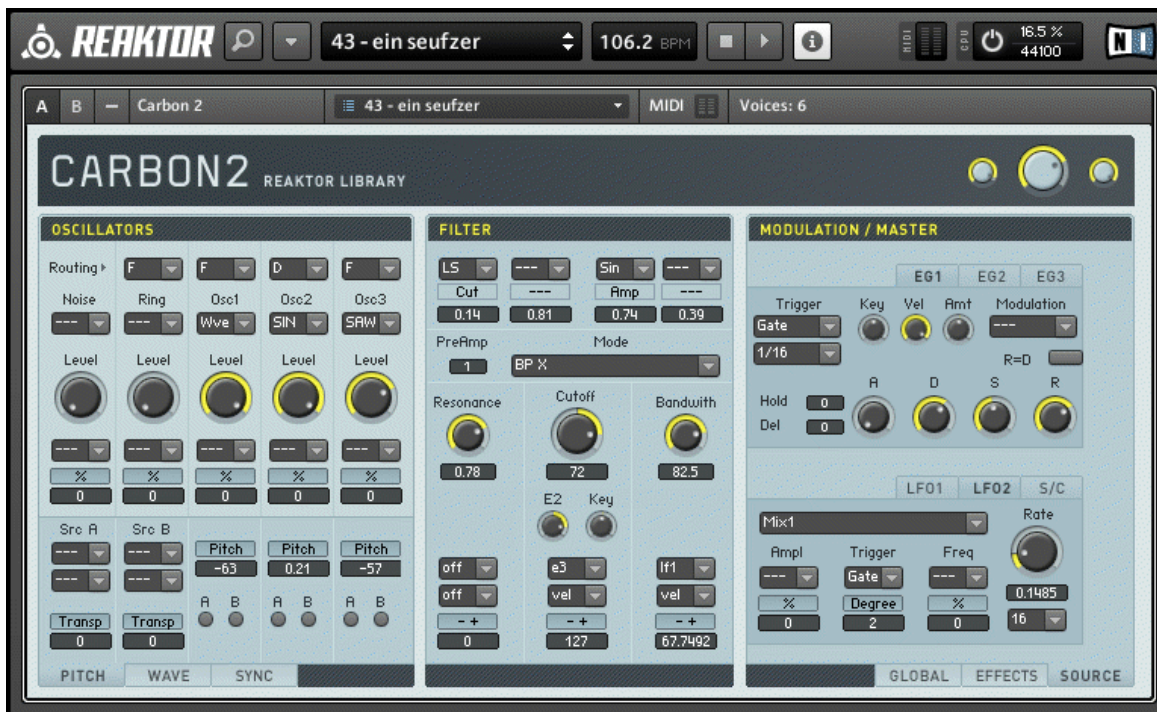 REAKTOR 43 - ein seufzer 106.2 BPM i MIDI CPU 16.5 % NI
44100
A B Carbon 2 43 - ein seufzer MIDI Voices: 6
CARBON2 REAKTOR LIBRARY
OSCILLATORS
Routing F F D F
Noise Ring Osc1 Osc2 Osc3
--- --- Wve SIN SAW
Level Level Level Level Level
--- --- --- --- ---
% % % % %
0 0 0 0 0
Src A Src B
--- --- Pitch Pitch Pitch
--- --- -63 0.21 -57
A B A B A B
Transp Transp
0 0
PITCH WAVE SYNC
FILTER
LS --- Sin ---
Cut --- Amp ---
0.14 0.81 0.74 0.39
PreAmp Mode
1 BP X
Resonance Cutoff Bandwith
0.78 72 82.5
E2 Key
off e3 lf1
off vel vel
- + - + - +
0 127 67.7492
MODULATION / MASTER
EG1 EG2 EG3
Trigger Key Vel Amt Modulation
Gate ---
1/16 R=D
A D S R
Hold 0
Del 0
LFO1 LFO2 S/C
Mix1 Rate
Ampl Trigger Freq
--- Gate --- 0.1485
% Degree % 16
0 2 0
GLOBAL EFFECTS SOURCE